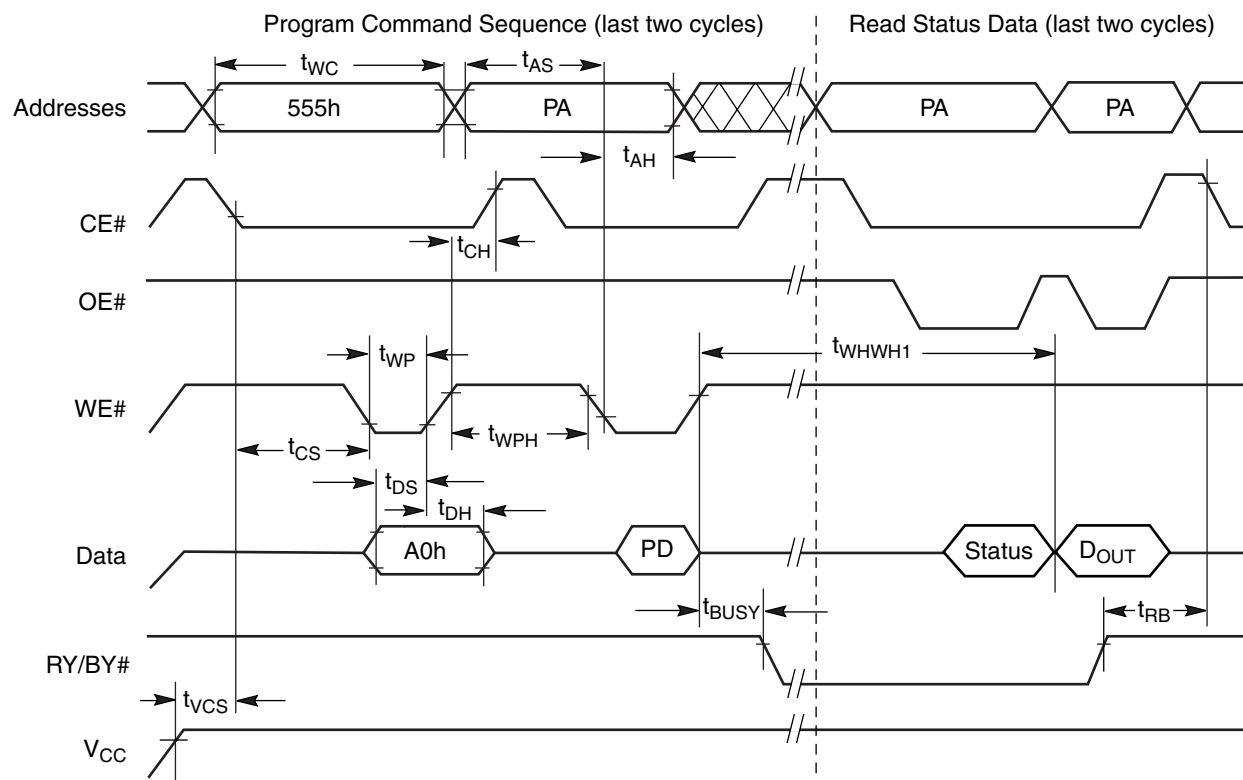 Program Command Sequence (last two cycles) Read Status Data (last two cycles)
tWC tAS
Addresses 555h PA PA PA
tAH
CE#
tCH
OE#
tWP tWHWH1
WE#
tCS tWPH
tDS
tDH
Data A0h PD Status DOUT
tBUSY tRB
RY/BY#
tVCS
VCC